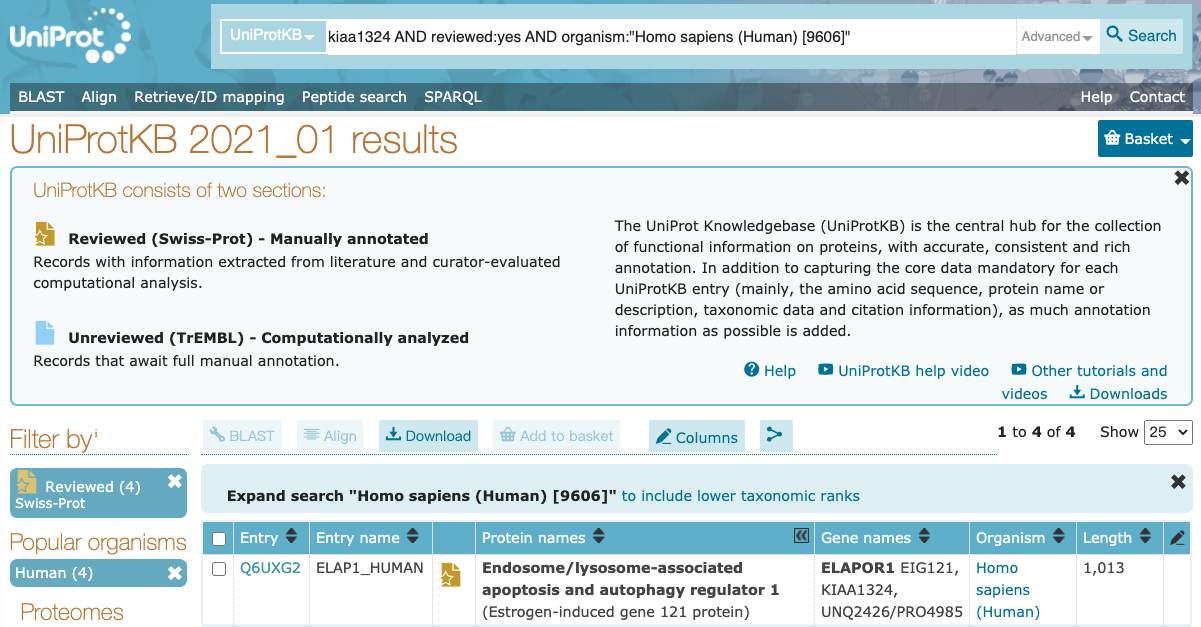 UniProt
UniProtKB
kiaa1324 AND reviewed:yes AND organism:"Homo sapiens (Human) [9606]"
Advanced
Search
BLAST Align Retrieve/ID mapping Peptide search SPARQL
Help Contact
UniProtKB 2021_01 results
Basket
UniProtKB consists of two sections:
Reviewed (Swiss-Prot) - Manually annotated
Records with information extracted from literature and curator-evaluated
computational analysis.
Unreviewed (TrEMBL) - Computationally analyzed
Records that await full manual annotation.
The UniProt Knowledgebase (UniProtKB) is the central hub for the collection
of functional information on proteins, with accurate, consistent and rich
annotation. In addition to capturing the core data mandatory for each
UniProtKB entry (mainly, the amino acid sequence, protein name or
description, taxonomic data and citation information), as much annotation
information as possible is added.
Help UniProtKB help video Other tutorials and
videos Downloads
Filter by i
BLAST Align Download Add to basket Columns
1 to 4 of 4 Show 25
Reviewed (4)
Swiss-Prot
Popular organisms
Human (4)
Proteomes
Expand search "Homo sapiens (Human) [9606]" to include lower taxonomic ranks
Entry Entry name Protein names Gene names Organism Length
Q6UXG2 ELAP1_HUMAN Endosome/lysosome-associated ELAPOR1 EIG121, Homo 1,013
apoptosis and autophagy regulator 1 KIAA1324, sapiens
(Estrogen-induced gene 121 protein) UNQ2426/PRO4985 (Human)